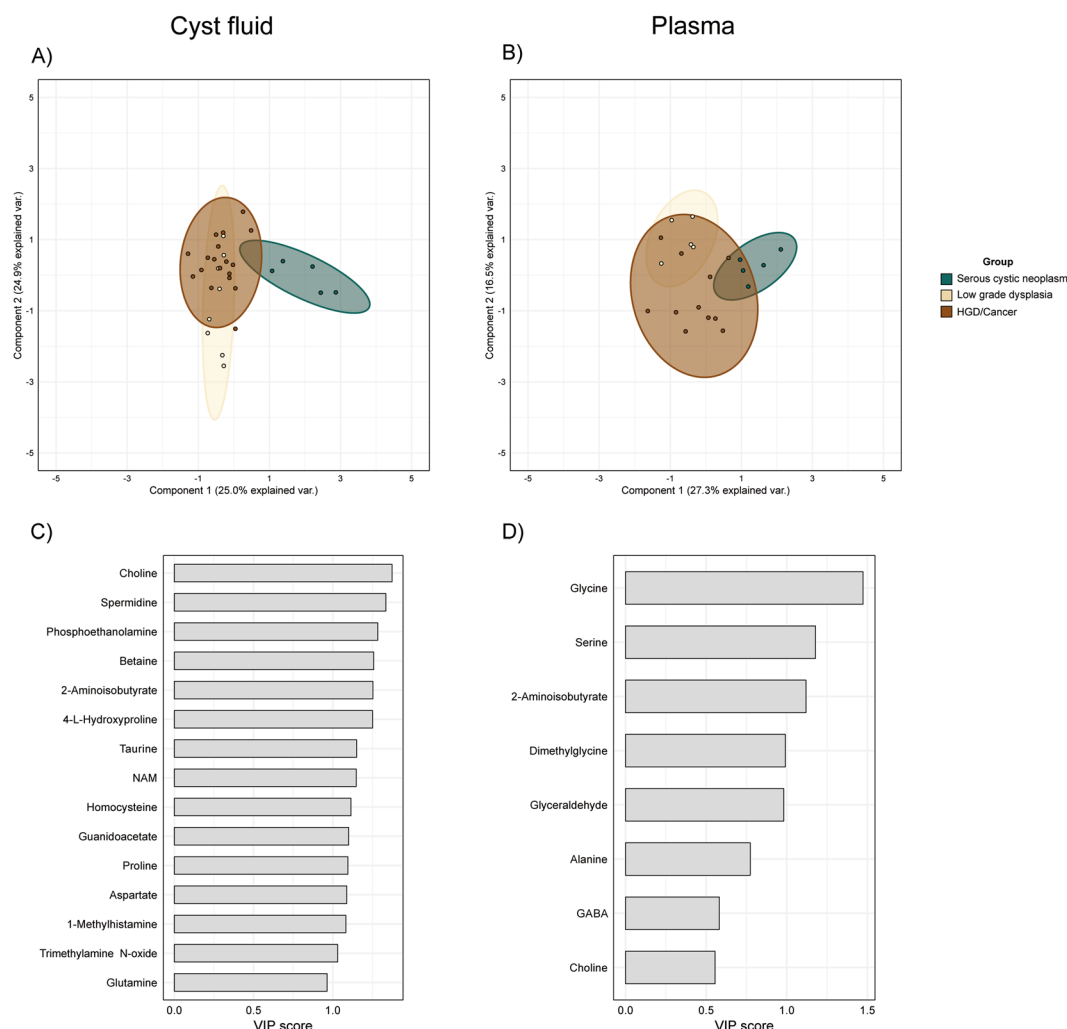 Cyst fluid
Plasma
A)
B)
5
3
1
-1
-3
-5
Component 2 (24.9% explained var.)
-5
-3
-1
1
3
5
Component 1 (25.0% explained var.)
5
3
1
-1
-3
-5
Component 2 (16.5% explained var.)
-5
-3
-1
1
3
5
Component 1 (27.3% explained var.)
Group
Serous cystic neoplasm
Low grade dysplasia
HGD/Cancer
C)
Choline
Spermidine
Phosphoethanolamine
Betaine
2-Aminoisobutyrate
4-L-Hydroxyproline
Taurine
NAM
Homocysteine
Guanidoacetate
Proline
Aspartate
1-Methylhistamine
Trimethylamine N-oxide
Glutamine
0.0
0.5
1.0
VIP score
D)
Glycine
Serine
2-Aminoisobutyrate
Dimethylglycine
Glyceraldehyde
Alanine
GABA
Choline
0.0
0.5
1.0
1.5
VIP score